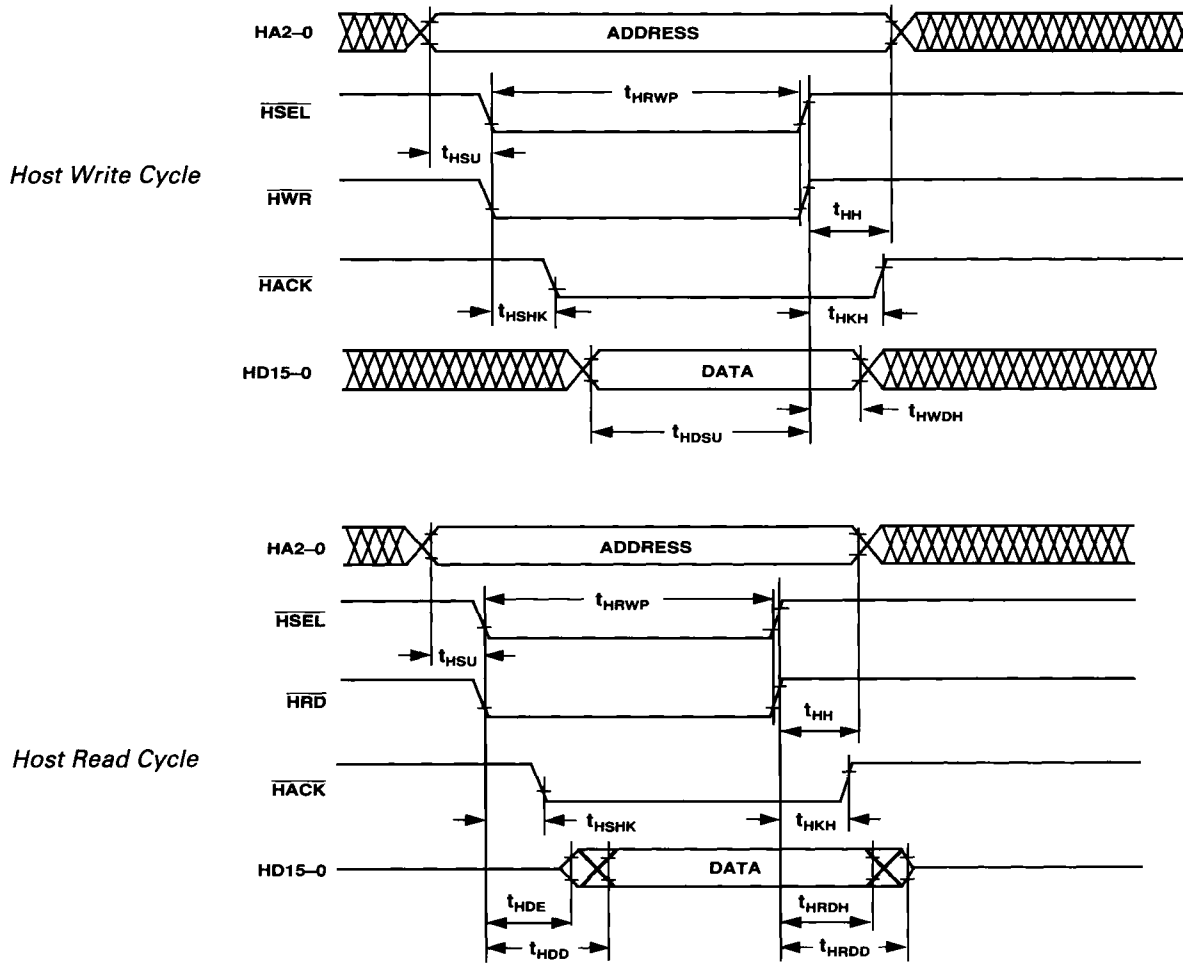 HA2–0
ADDRESS
HSEL
tHRWP
tHSU
Host Write Cycle
HWR
tHH
HACK
tHSHK
tHKH
HD15–0
DATA
tHWDH
tHDSU
HA2–0
ADDRESS
HSEL
tHRWP
tHSU
HRD
tHH
Host Read Cycle
HACK
tHSHK
tHKH
HD15–0
DATA
tHDE
tHRDH
tHDD
tHRDD